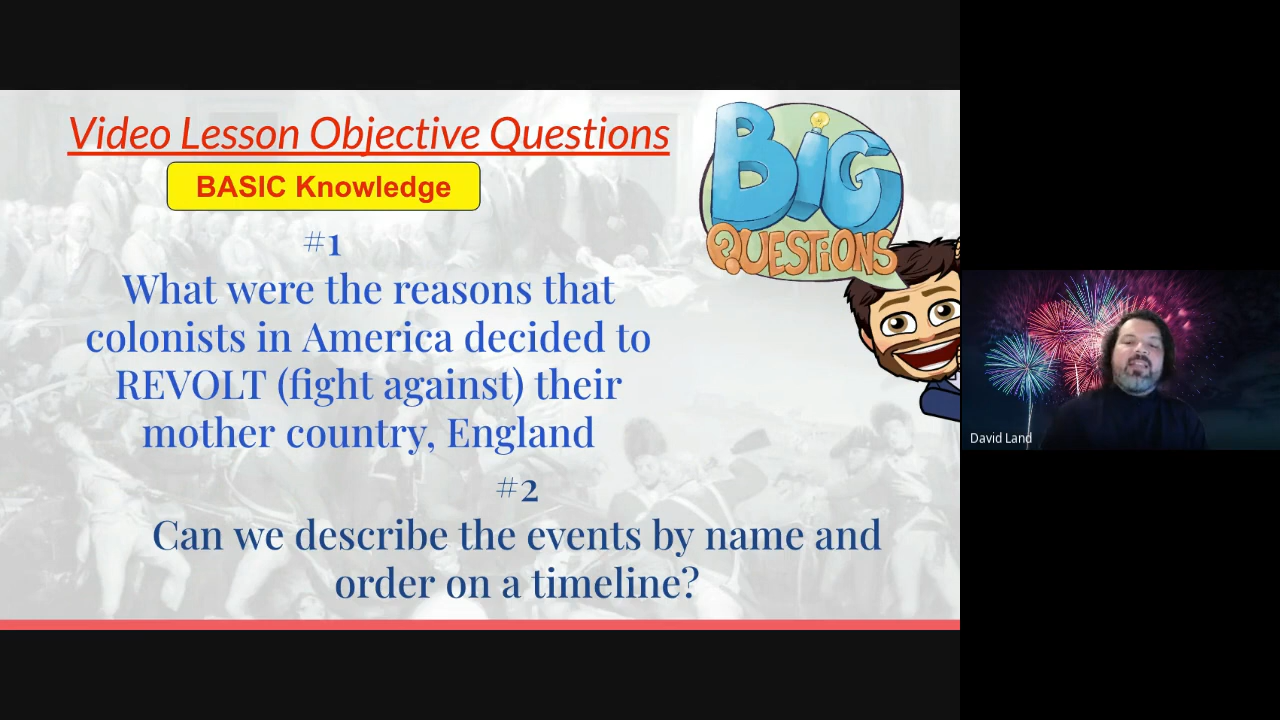 Video Lesson Objective Questions
BASIC Knowledge
BIG
QUESTIONS
#1
What were the reasons that
colonists in America decided to
REVOLT (fight against) their
mother country, England
#2
Can we describe the events by name and
order on a timeline?
David Land